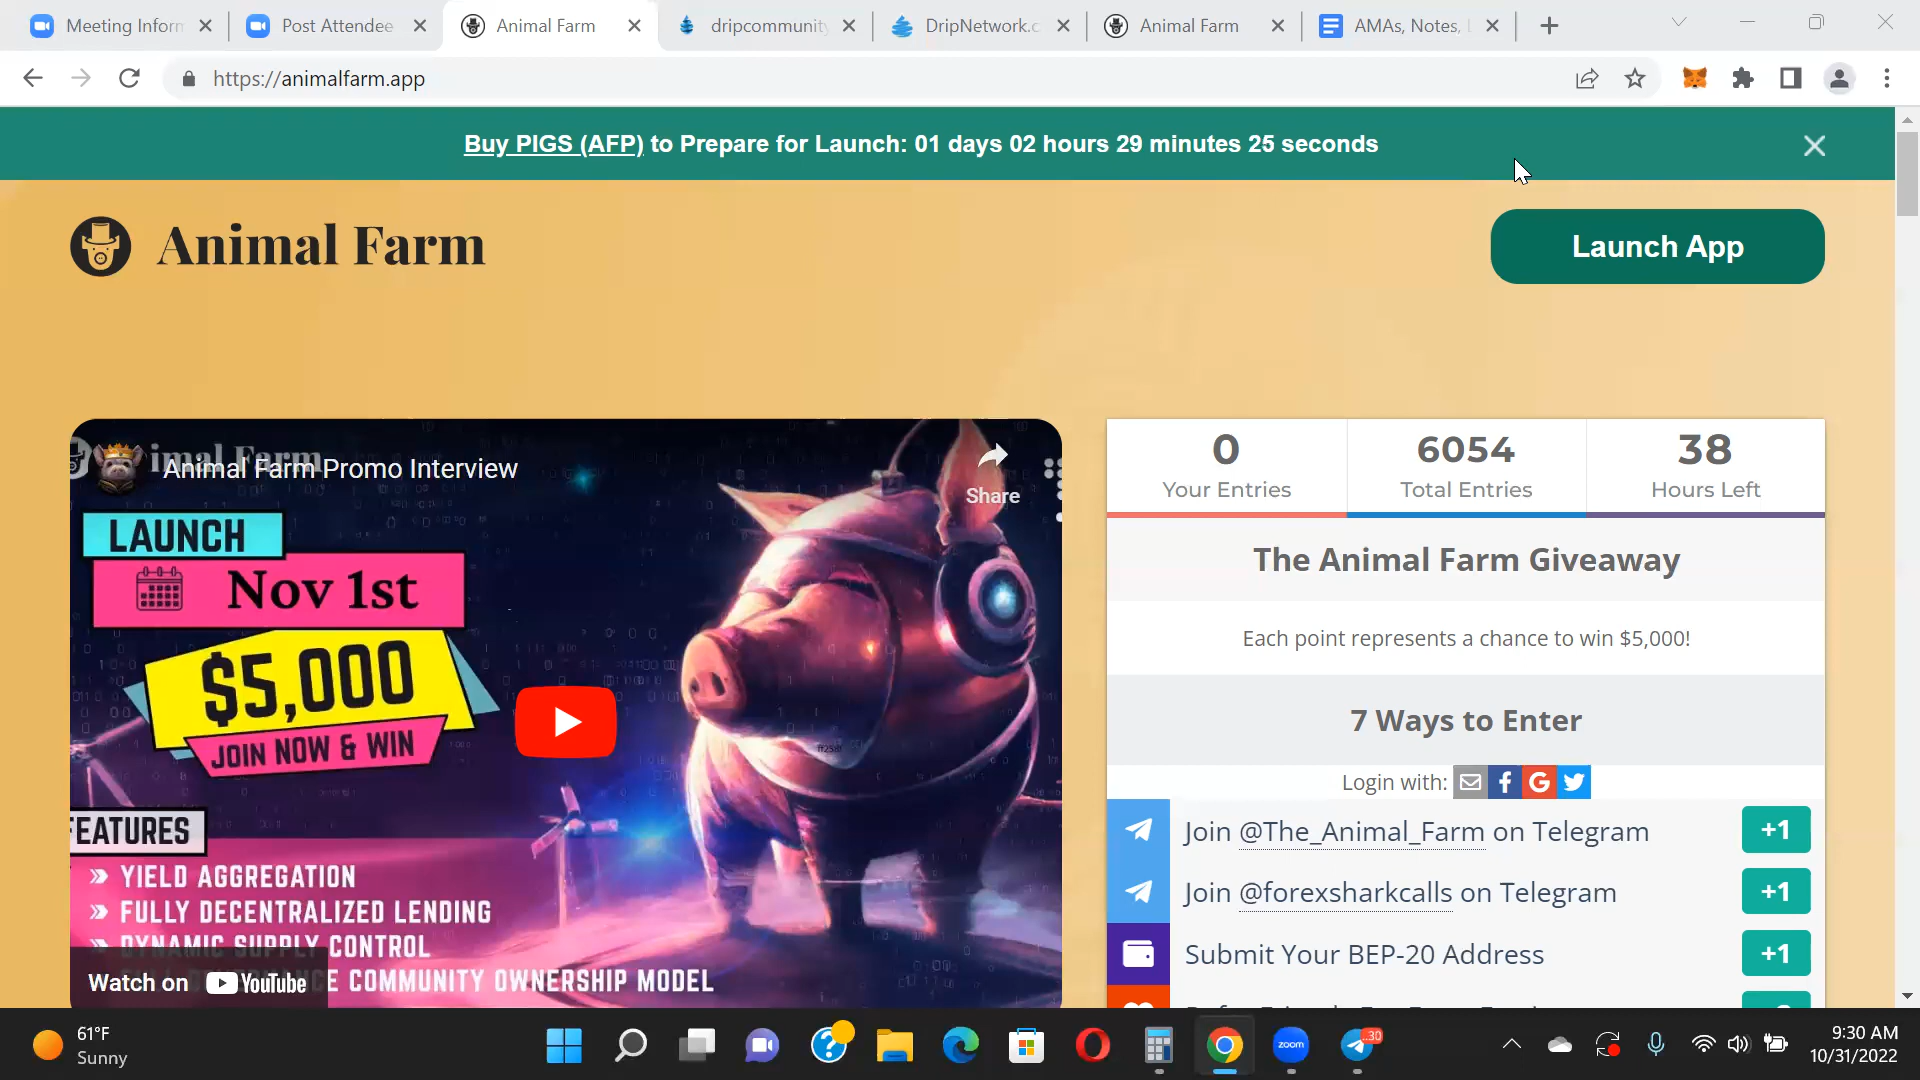 Meeting Inforn
Post Attendee
Animal Farm
dripcommunity
DripNetwork.c
Animal Farm
AMAs, Notes,
https://animalfarm.app
Buy PIGS (AFP) to Prepare for Launch: 01 days 02 hours 29 minutes 25 seconds
Animal Farm
Launch App
Animal Farm Promo Interview
Share
LAUNCH
Nov 1st
$5,000
JOIN NOW & WIN
FEATURES
» YIELD AGGREGATION
» FULLY DECENTRALIZED LENDING
» DYNAMIC SUPPLY CONTROL
E COMMUNITY OWNERSHIP MODEL
Watch on YouTube
0
Your Entries
6054
Total Entries
38
Hours Left
The Animal Farm Giveaway
Each point represents a chance to win $5,000!
7 Ways to Enter
Login with:
Join @The_Animal_Farm on Telegram
+1
Join @forexsharkcalls on Telegram
+1
Submit Your BEP-20 Address
+1
61°F
Sunny
zoom
30
9:30 AM
10/31/2022